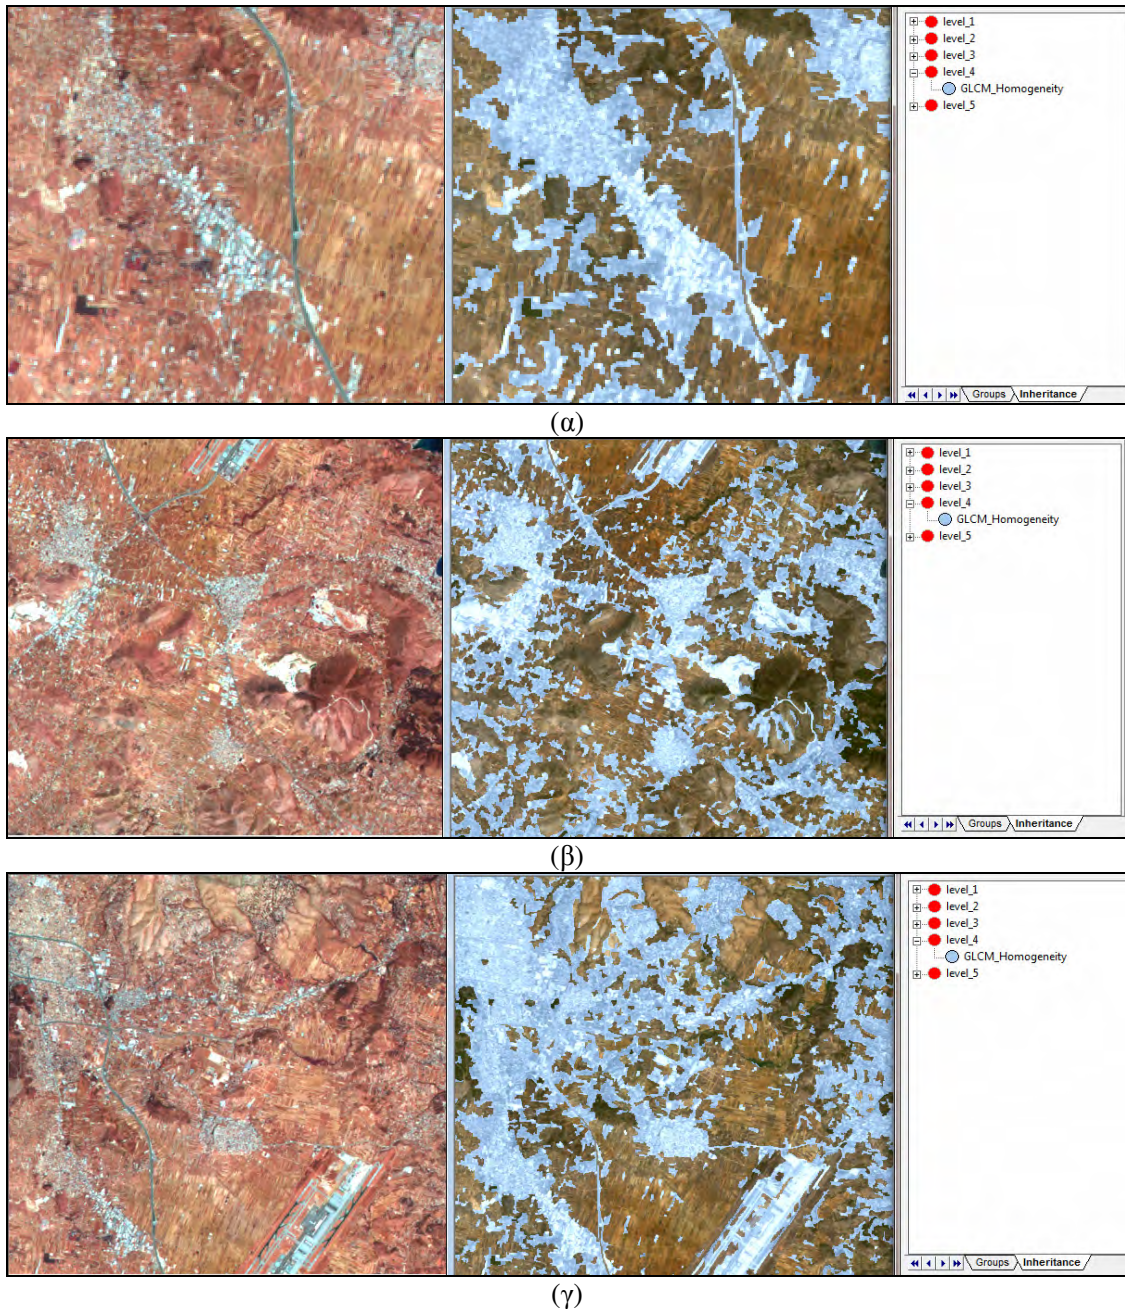 level_1
level_2
level_3
level_4
GLCM_Homogeneity
level_5
Groups Inheritance
(α)
level_1
level_2
level_3
level_4
GLCM_Homogeneity
level_5
Groups Inheritance
(β)
level_1
level_2
level_3
level_4
GLCM_Homogeneity
level_5
Groups Inheritance
(γ)